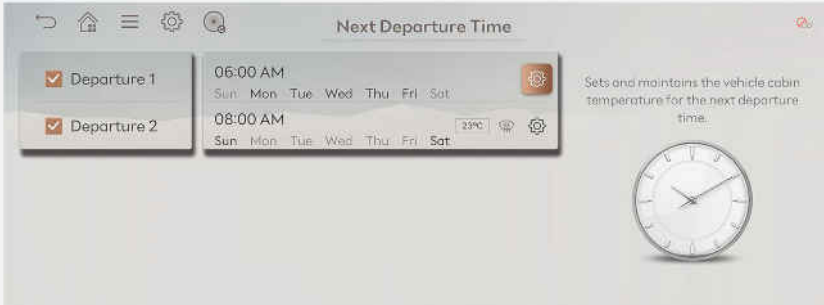 Next Departure Time
Departure 1
06:00 AM
Sun Mon Tue Wed Thu Fri Sat
Departure 2
08:00 AM
23°C
Sun Mon Tue Wed Thu Fri Sat
Sets and maintains the vehicle cabin
temperature for the next departure
time.